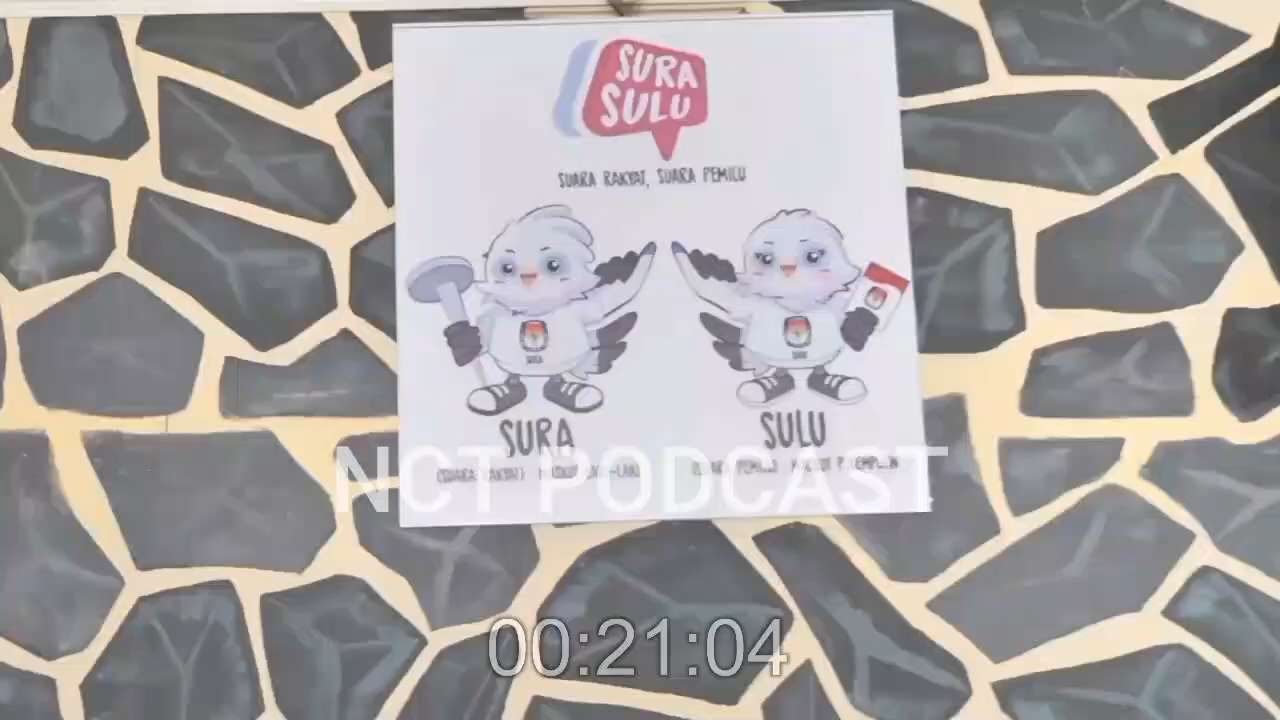 SURA
SULU
SUARA RAKYAT, SUARA PEMILU
SURA
SULU
NCT PODCAST
00:21:04